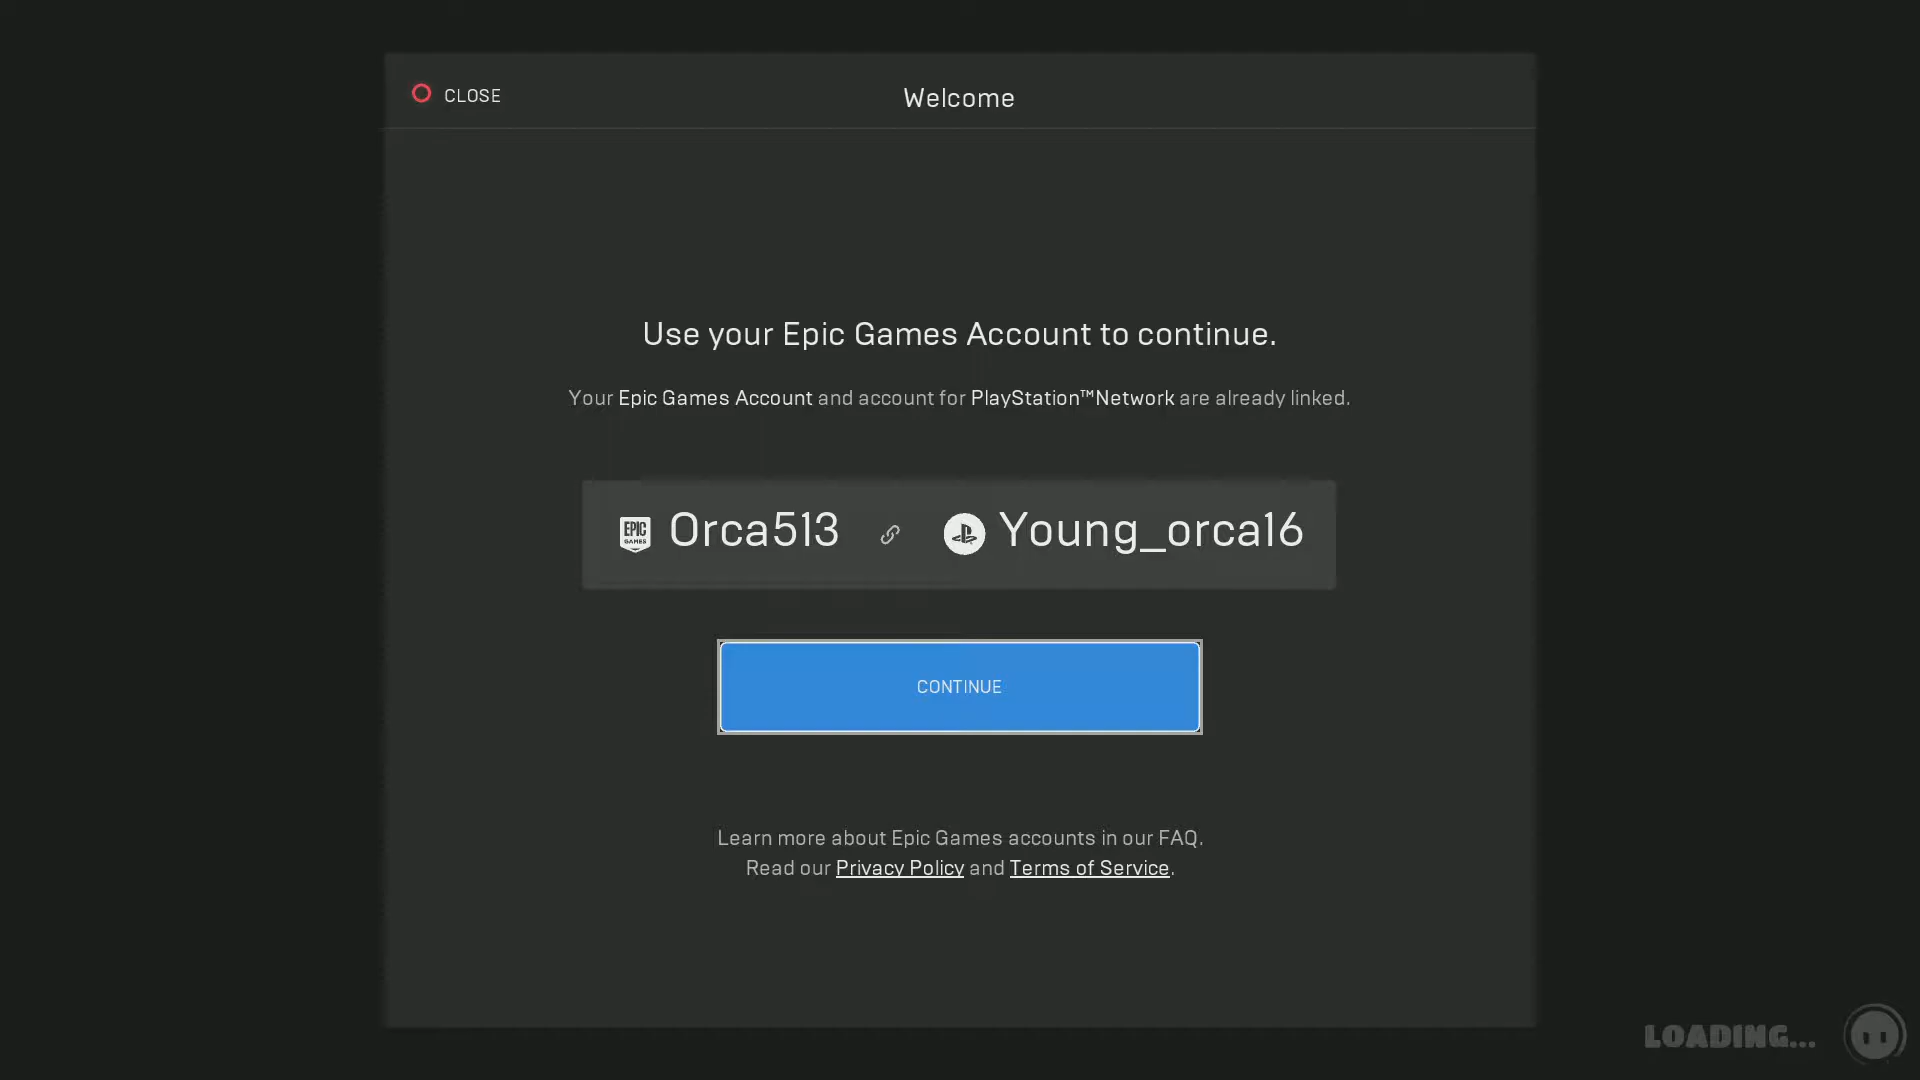 CLOSE
Welcome
Use your Epic Games Account to continue.
Your Epic Games Account and account for PlayStation™Network are already linked.
EPIC GAMES Orca513 Young_orca16
CONTINUE
Learn more about Epic Games accounts in our FAQ.
Read our Privacy Policy and Terms of Service.
LOADING...